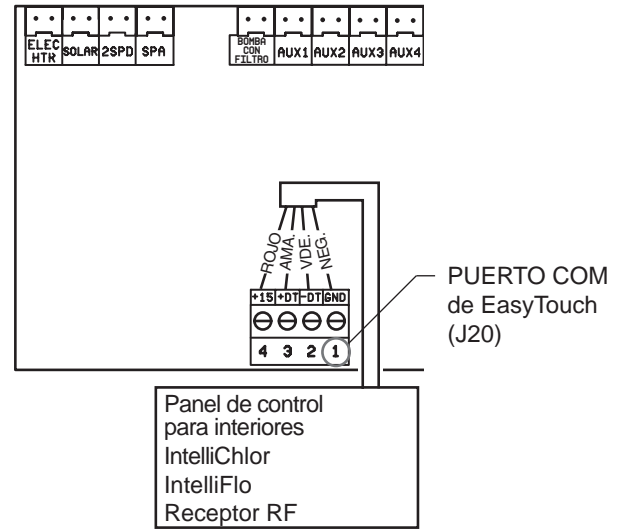 ELEC
HTR
SOLAR
2SPD
SPA
BOMBA
CON
FILTRO
AUX1
AUX2
AUX3
AUX4
ROJO
AMA.
VDE.
NEG.
+15
+DT
-DT
GND
4 3 2 1
PUERTO COM
de EasyTouch
(J20)
Panel de control
para interiores
IntelliChlor
IntelliFlo
Receptor RF